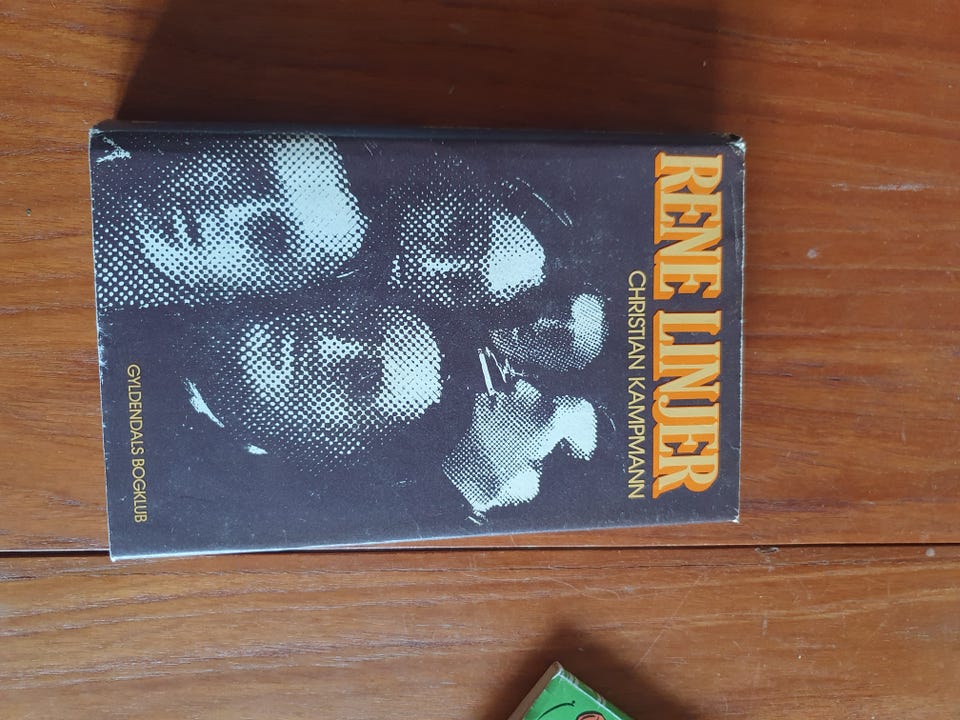 RENE LINJER
CHRISTIAN KAMPMANN
GYLDENDALS BOGKLUB